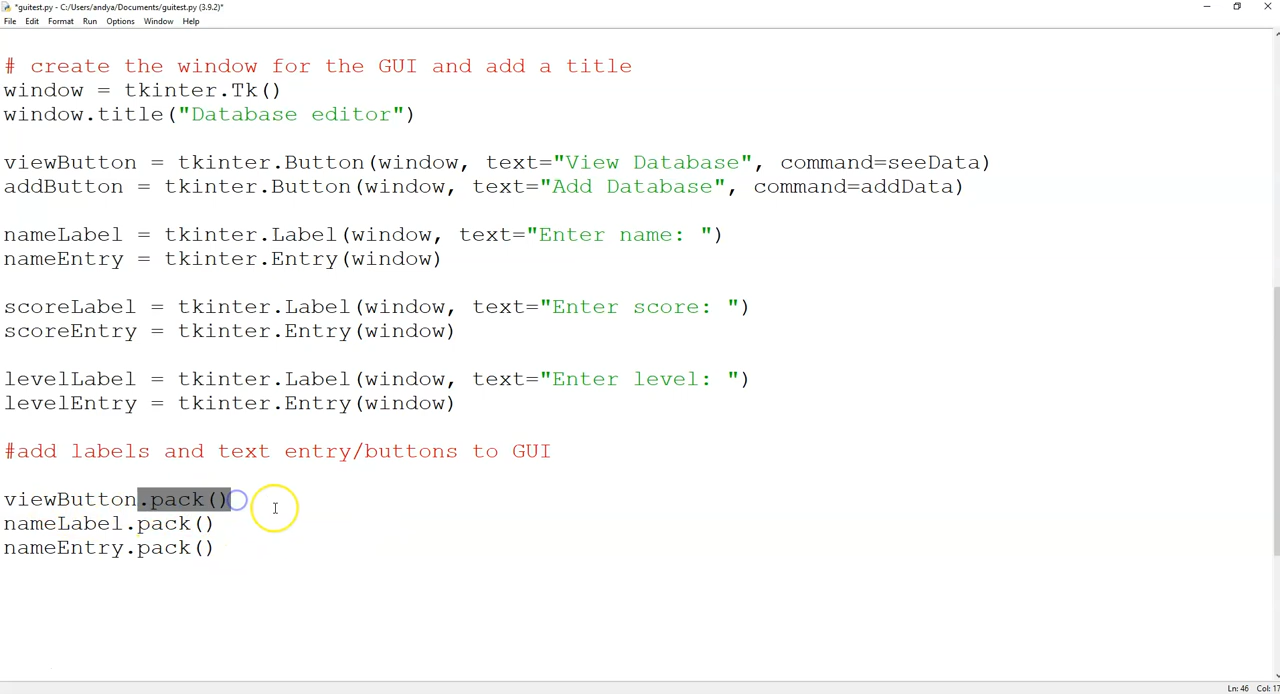 *guitest.py - C:/Users/andya/Documents/guitest.py (3.9.2)*
File Edit Format Run Options Window Help
# create the window for the GUI and add a title
window = tkinter.Tk()
window.title("Database editor")
viewButton = tkinter.Button(window, text="View Database", command=seeData)
addButton = tkinter.Button(window, text="Add Database", command=addData)
nameLabel = tkinter.Label(window, text="Enter name: ")
nameEntry = tkinter.Entry(window)
scoreLabel = tkinter.Label(window, text="Enter score: ")
scoreEntry = tkinter.Entry(window)
levelLabel = tkinter.Label(window, text="Enter level: ")
levelEntry = tkinter.Entry(window)
#add labels and text entry/buttons to GUI
viewButton.pack()
nameLabel.pack()
nameEntry.pack()
Ln: 46 Col: 17